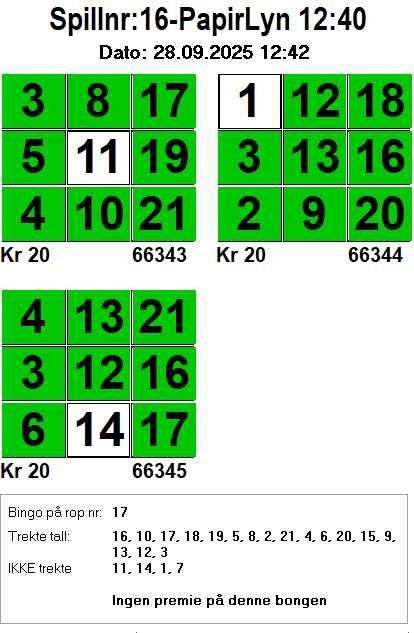 Spillnr:16-PapirLyn 12:40
Dato: 28.09.2025 12:42
3 8 17
5 11 19
4 10 21
Kr 20 66343
1 12 18
3 13 16
2 9 20
Kr 20 66344
4 13 21
3 12 16
6 14 17
Kr 20 66345
Bingo på rop nr: 17
Trekte tall: 16, 10, 17, 18, 19, 5, 8, 2, 21, 4, 6, 20, 15, 9,
13, 12, 3
IKKE trekte 11, 14, 1, 7
Ingen premie på denne bongen